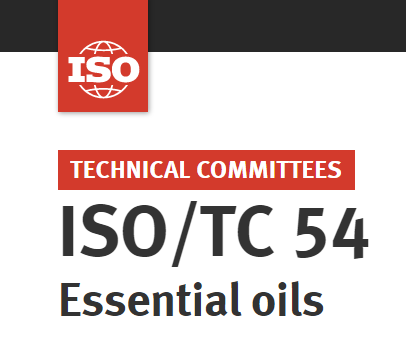 ISO
TECHNICAL COMMITTEES
ISO/TC 54
Essential oils